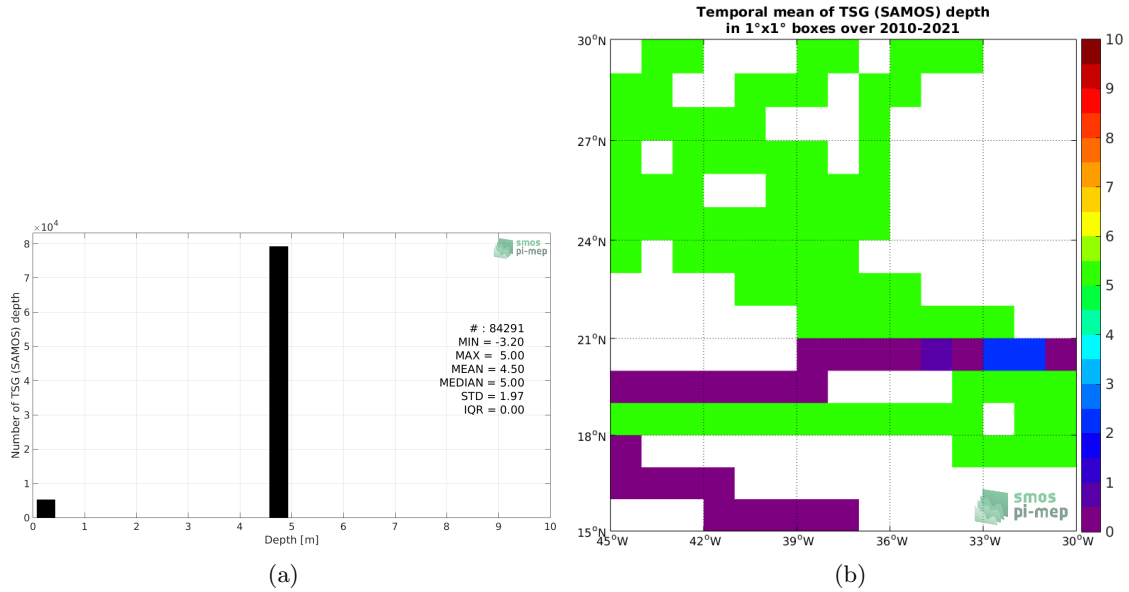 ×10⁴
8
7
6
5
4
3
2
1
0
Number of TSG (SAMOS) depth
smos
pi-mep
# : 84291
MIN = -3.20
MAX = 5.00
MEAN = 4.50
MEDIAN = 5.00
STD = 1.97
IQR = 0.00
0 1 2 3 4 5 6 7 8 9 10
Depth [m]
(a)
Temporal mean of TSG (SAMOS) depth
in 1°x1° boxes over 2010-2021
30°N
27°N
24°N
21°N
18°N
15°N
45°W 42°W 39°W 36°W 33°W 30°W
smos
pi-mep
10
9
8
7
6
5
4
3
2
1
0
(b)